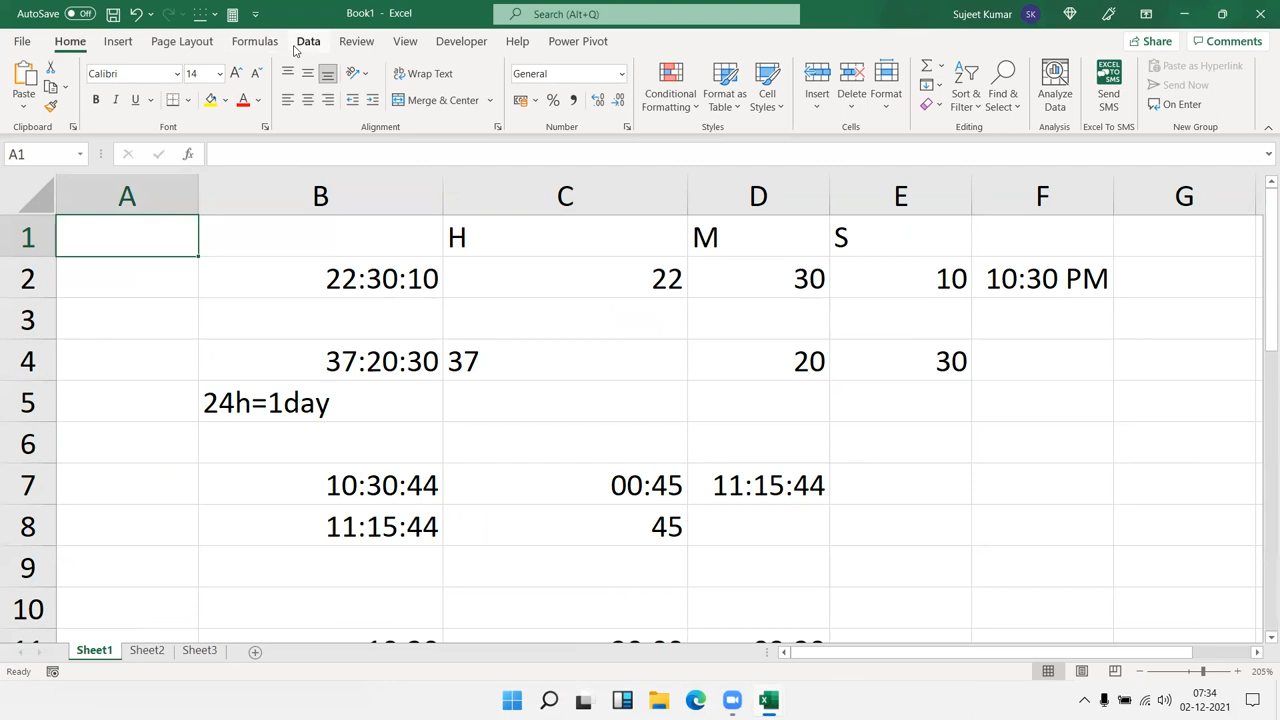 AutoSave Off Book1 - Excel Search (Alt+Q) Sujeet Kumar SK
File Home Insert Page Layout Formulas Data Review View Developer Help Power Pivot Share Comments
Paste Clipboard
Calibri 14 A A B I U A Font
Wrap Text
Merge & Center
Alignment
General
% 9 Number
Conditional Formatting
Format as Table
Cell Styles
Styles
Insert Delete Format
Cells
Sort & Filter
Find & Select
Editing
Analyze Data
Analysis
Send SMS
Excel To SMS
Paste as Hyperlink
Send Now
On Enter
New Group
A1 fx
A B C D E F G
1 H M S
2 22:30:10 22 30 10 10:30 PM
3
4 37:20:30 37 20 30
5 24h=1day
6
7 10:30:44 00:45 11:15:44
8 11:15:44 45
9
10
Sheet1 Sheet2 Sheet3
Ready 205%
07:34
02-12-2021